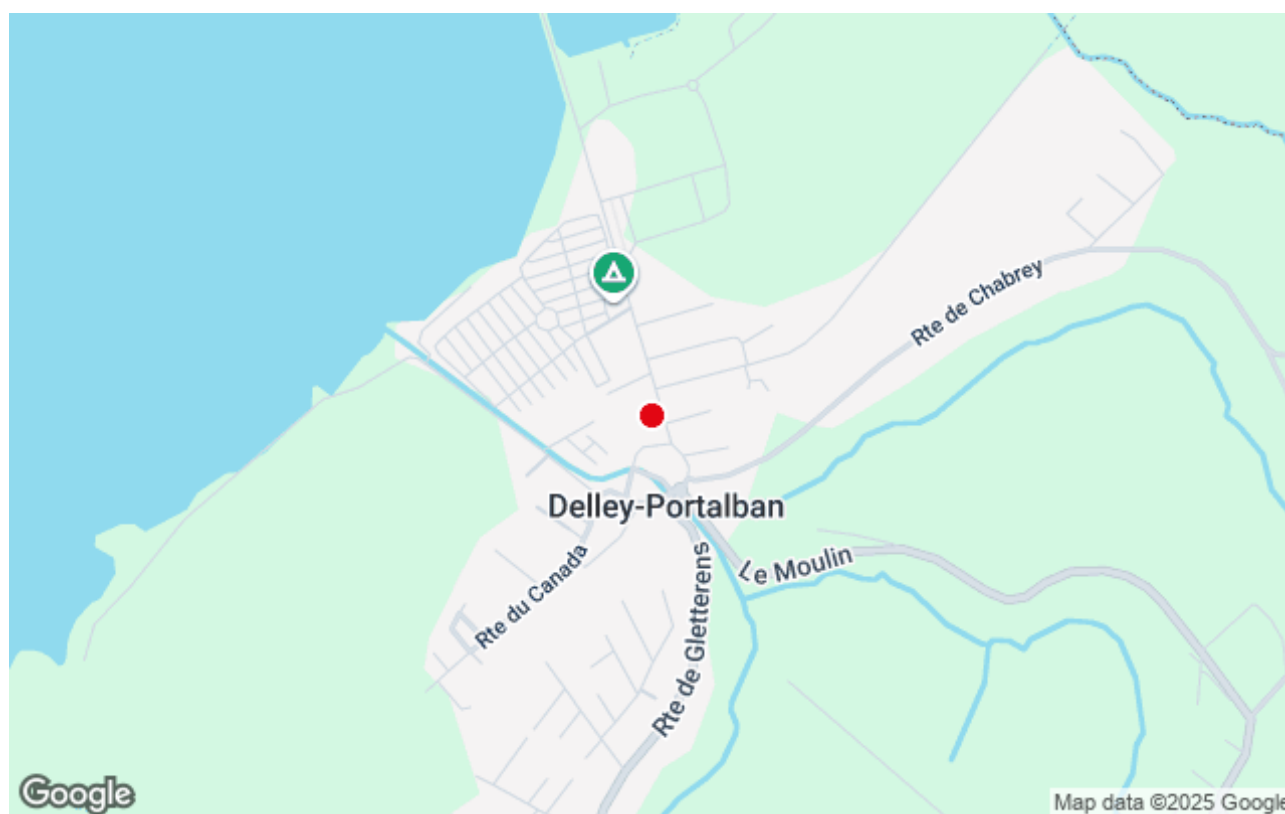 Rte de Chabrey
Delley-Portalban
Le Moulin
Rte du Canada
Rte de Gletterens
Google
Map data ©2025 Google